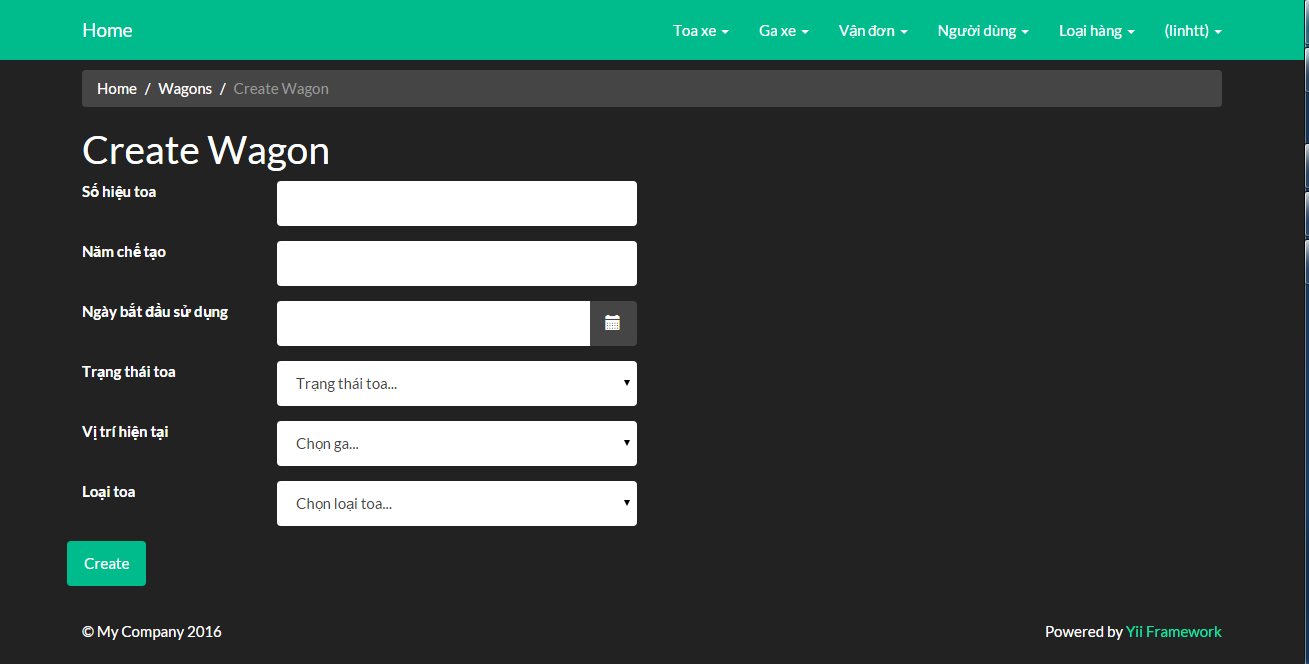 Home Toa xe Ga xe Vận đơn Người dùng Loại hàng (linhtt)
Home / Wagons / Create Wagon
Create Wagon
Số hiệu toa
Năm chế tạo
Ngày bắt đầu sử dụng
Trạng thái toa Trạng thái toa...
Vị trí hiện tại Chọn ga...
Loại toa Chọn loại toa...
Create
© My Company 2016 Powered by Yii Framework